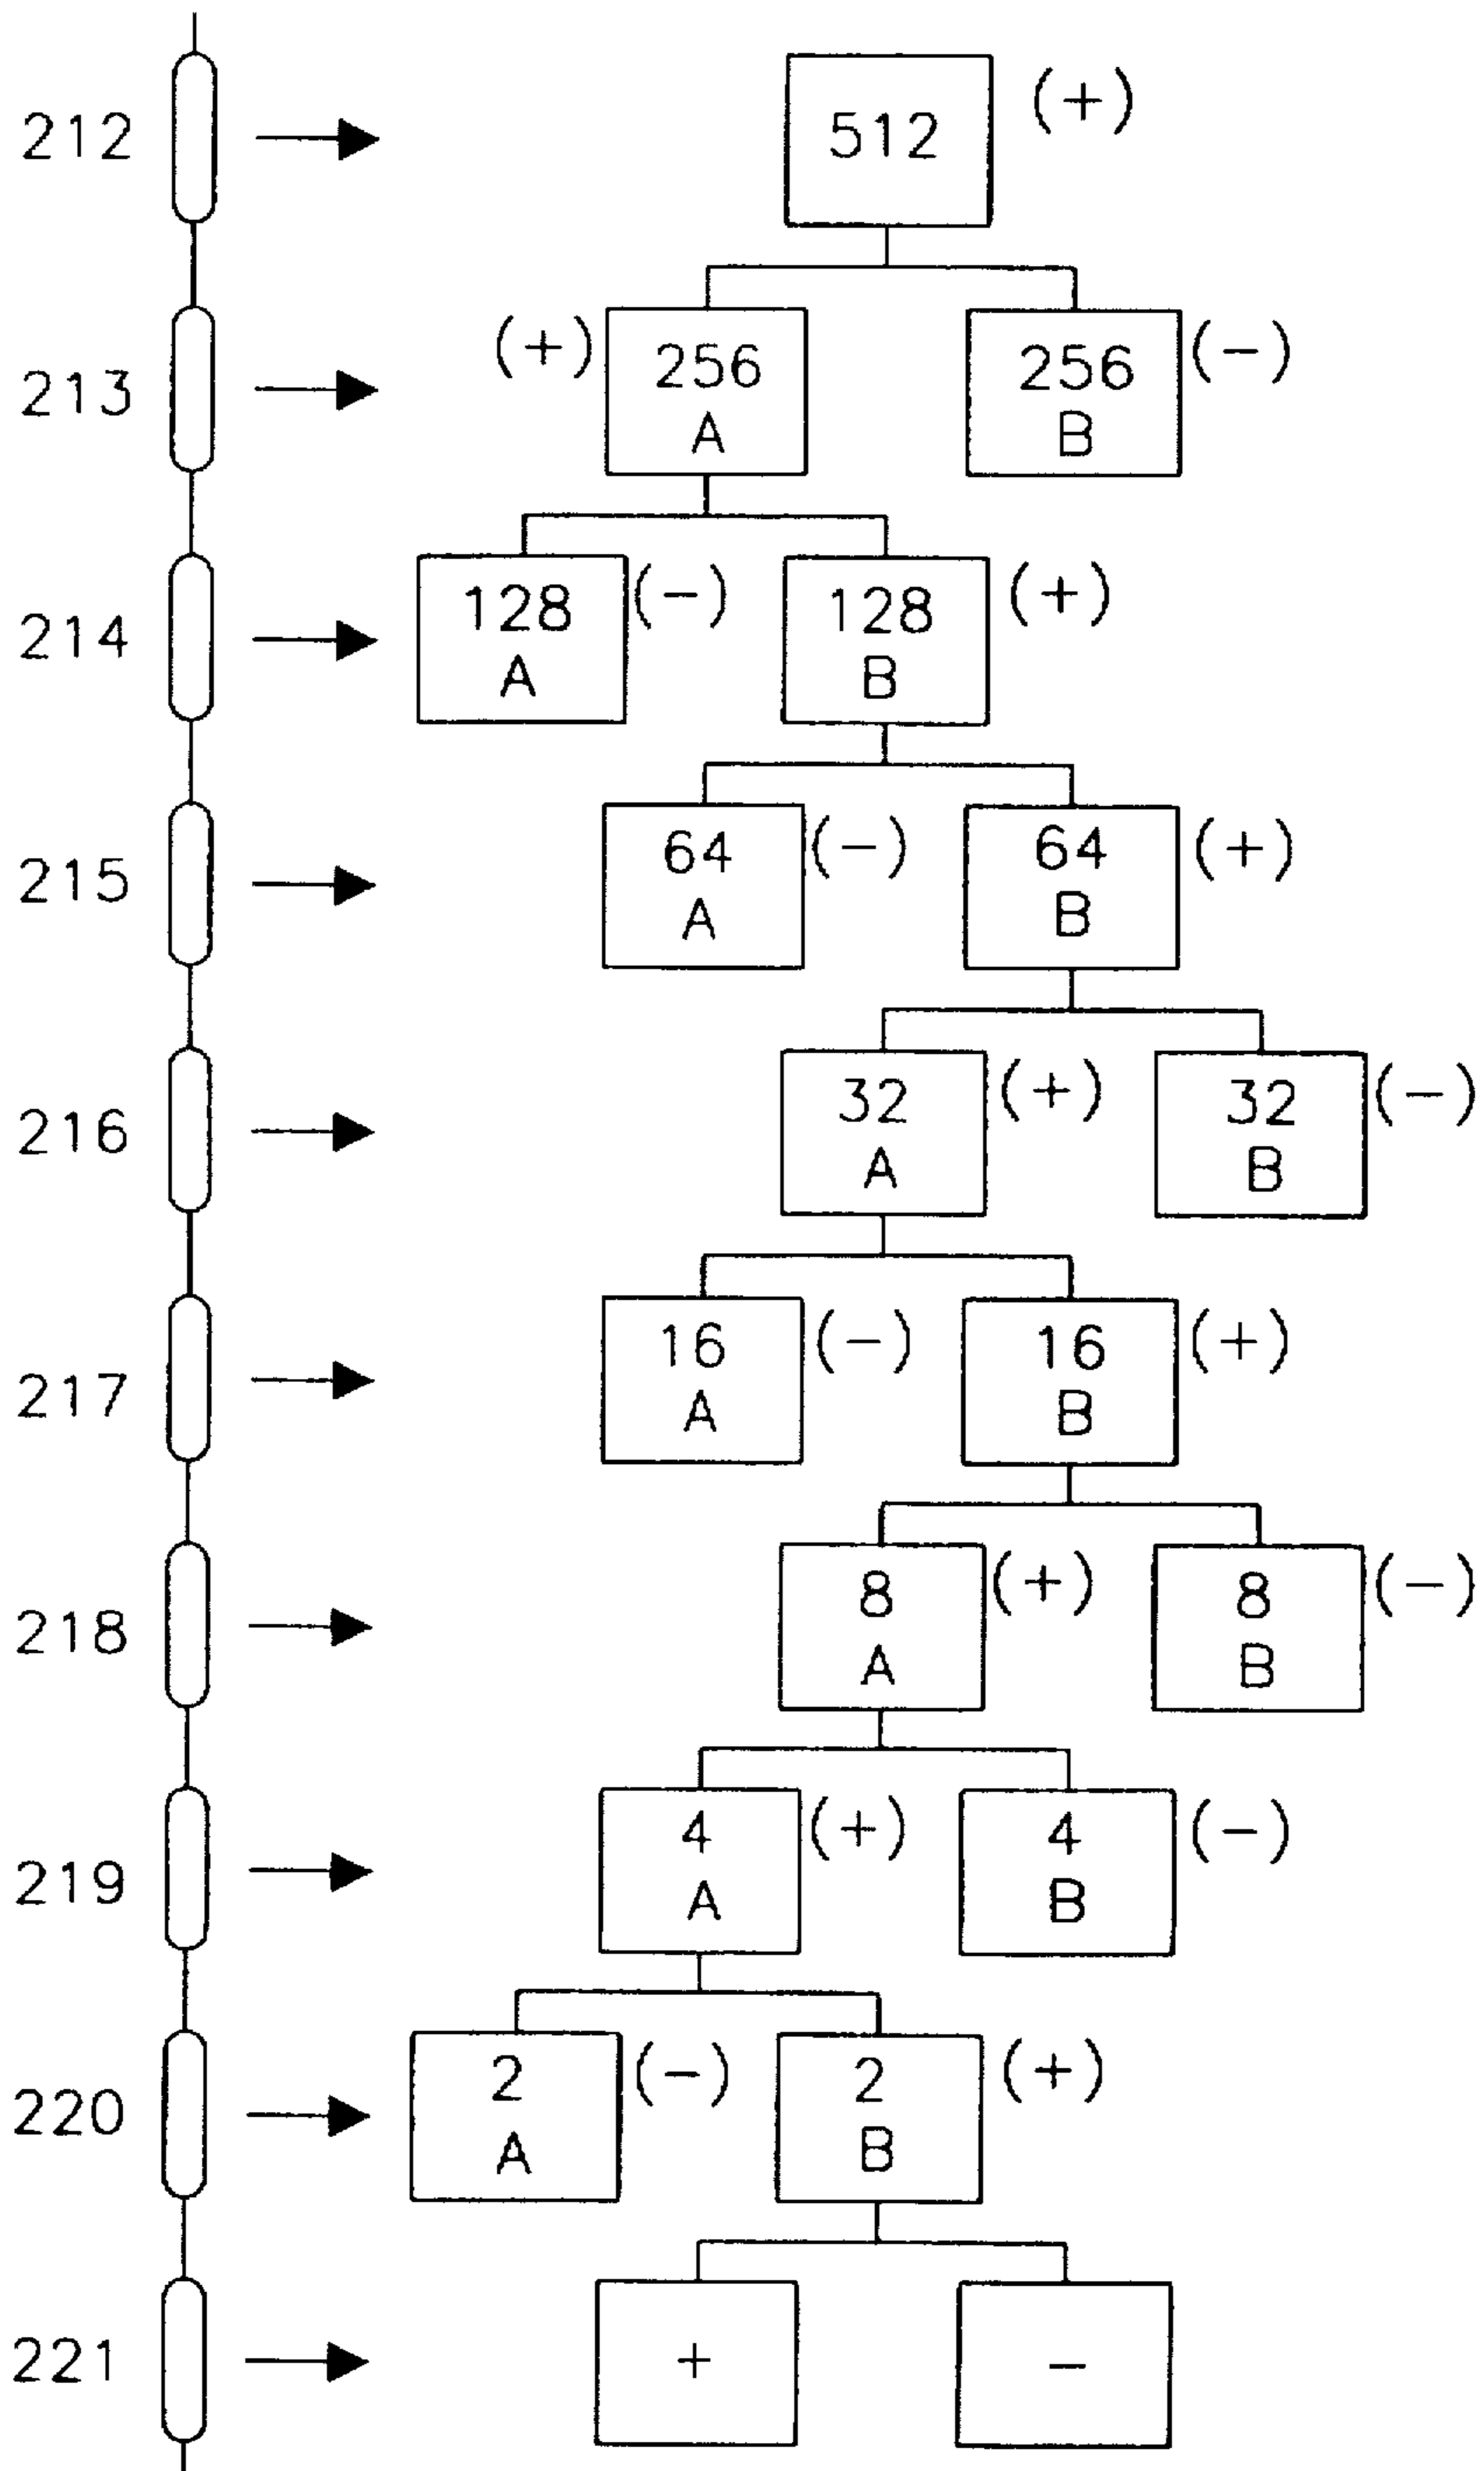 212 512 (+)
213 (+) 256 A 256 B (-)
214 128 A (-) 128 B (+)
215 64 A (-) 64 B (+)
216 32 A (+) 32 B (-)
217 16 A (-) 16 B (+)
218 8 A (+) 8 B (-)
219 4 A (+) 4 B (-)
220 2 A (-) 2 B (+)
221 + -